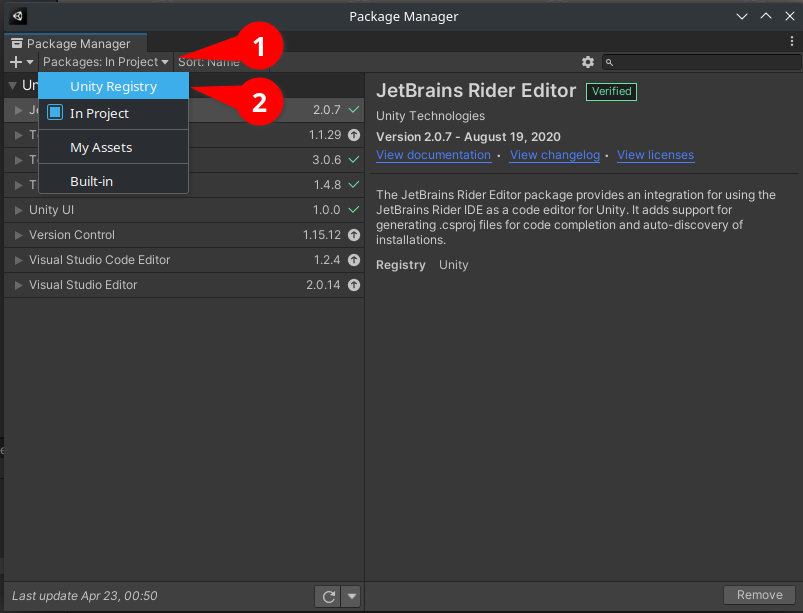 Package Manager
Package Manager
Packages: In Project
Sort: Name
1
Unity Registry
2
In Project
My Assets
Built-in
2.0.7
1.1.29
3.0.6
1.4.8
Unity UI 1.0.0
Version Control 1.15.12
Visual Studio Code Editor 1.2.4
Visual Studio Editor 2.0.14
JetBrains Rider Editor Verified
Unity Technologies
Version 2.0.7 - August 19, 2020
View documentation • View changelog • View licenses
The JetBrains Rider Editor package provides an integration for using the
JetBrains Rider IDE as a code editor for Unity. It adds support for
generating .csproj files for code completion and auto-discovery of
installations.
Registry Unity
Last update Apr 23, 00:50
Remove